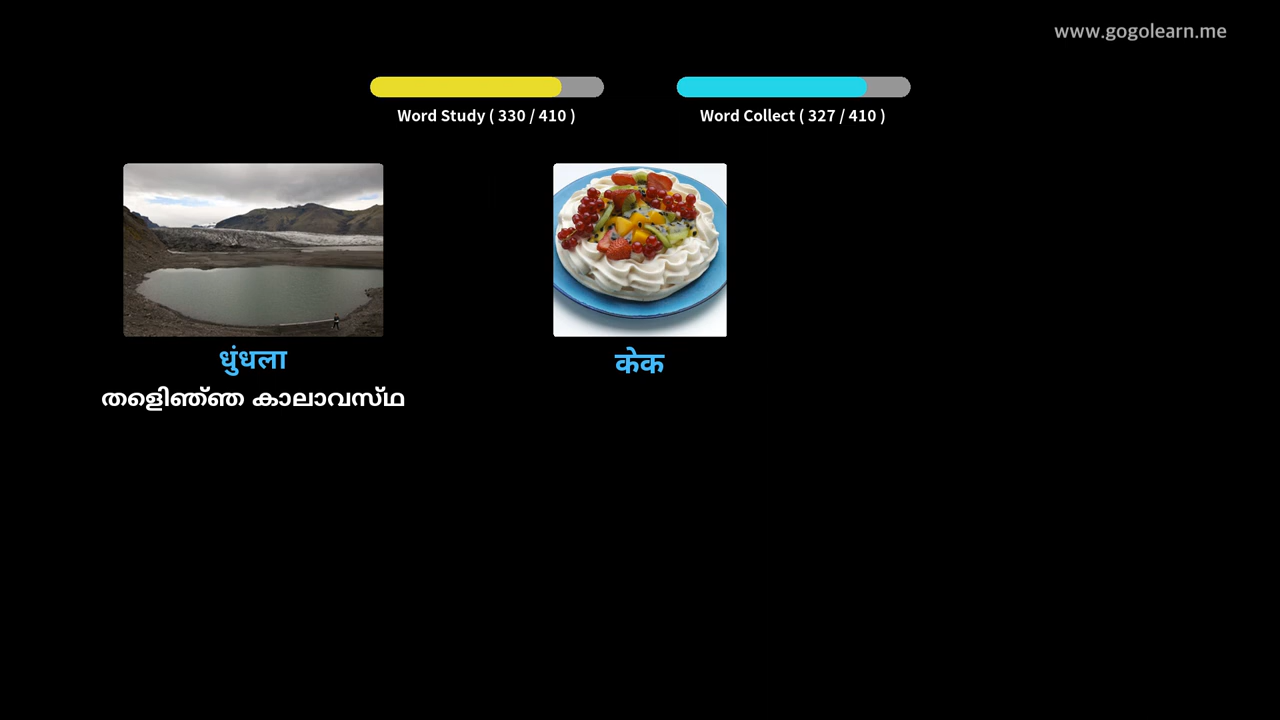 www.gogolearn.me
Word Study ( 330 / 410 )
Word Collect ( 327 / 410 )
धुंधला
തളിെഞ്ഞ കാലാവസ്ഥ
केक